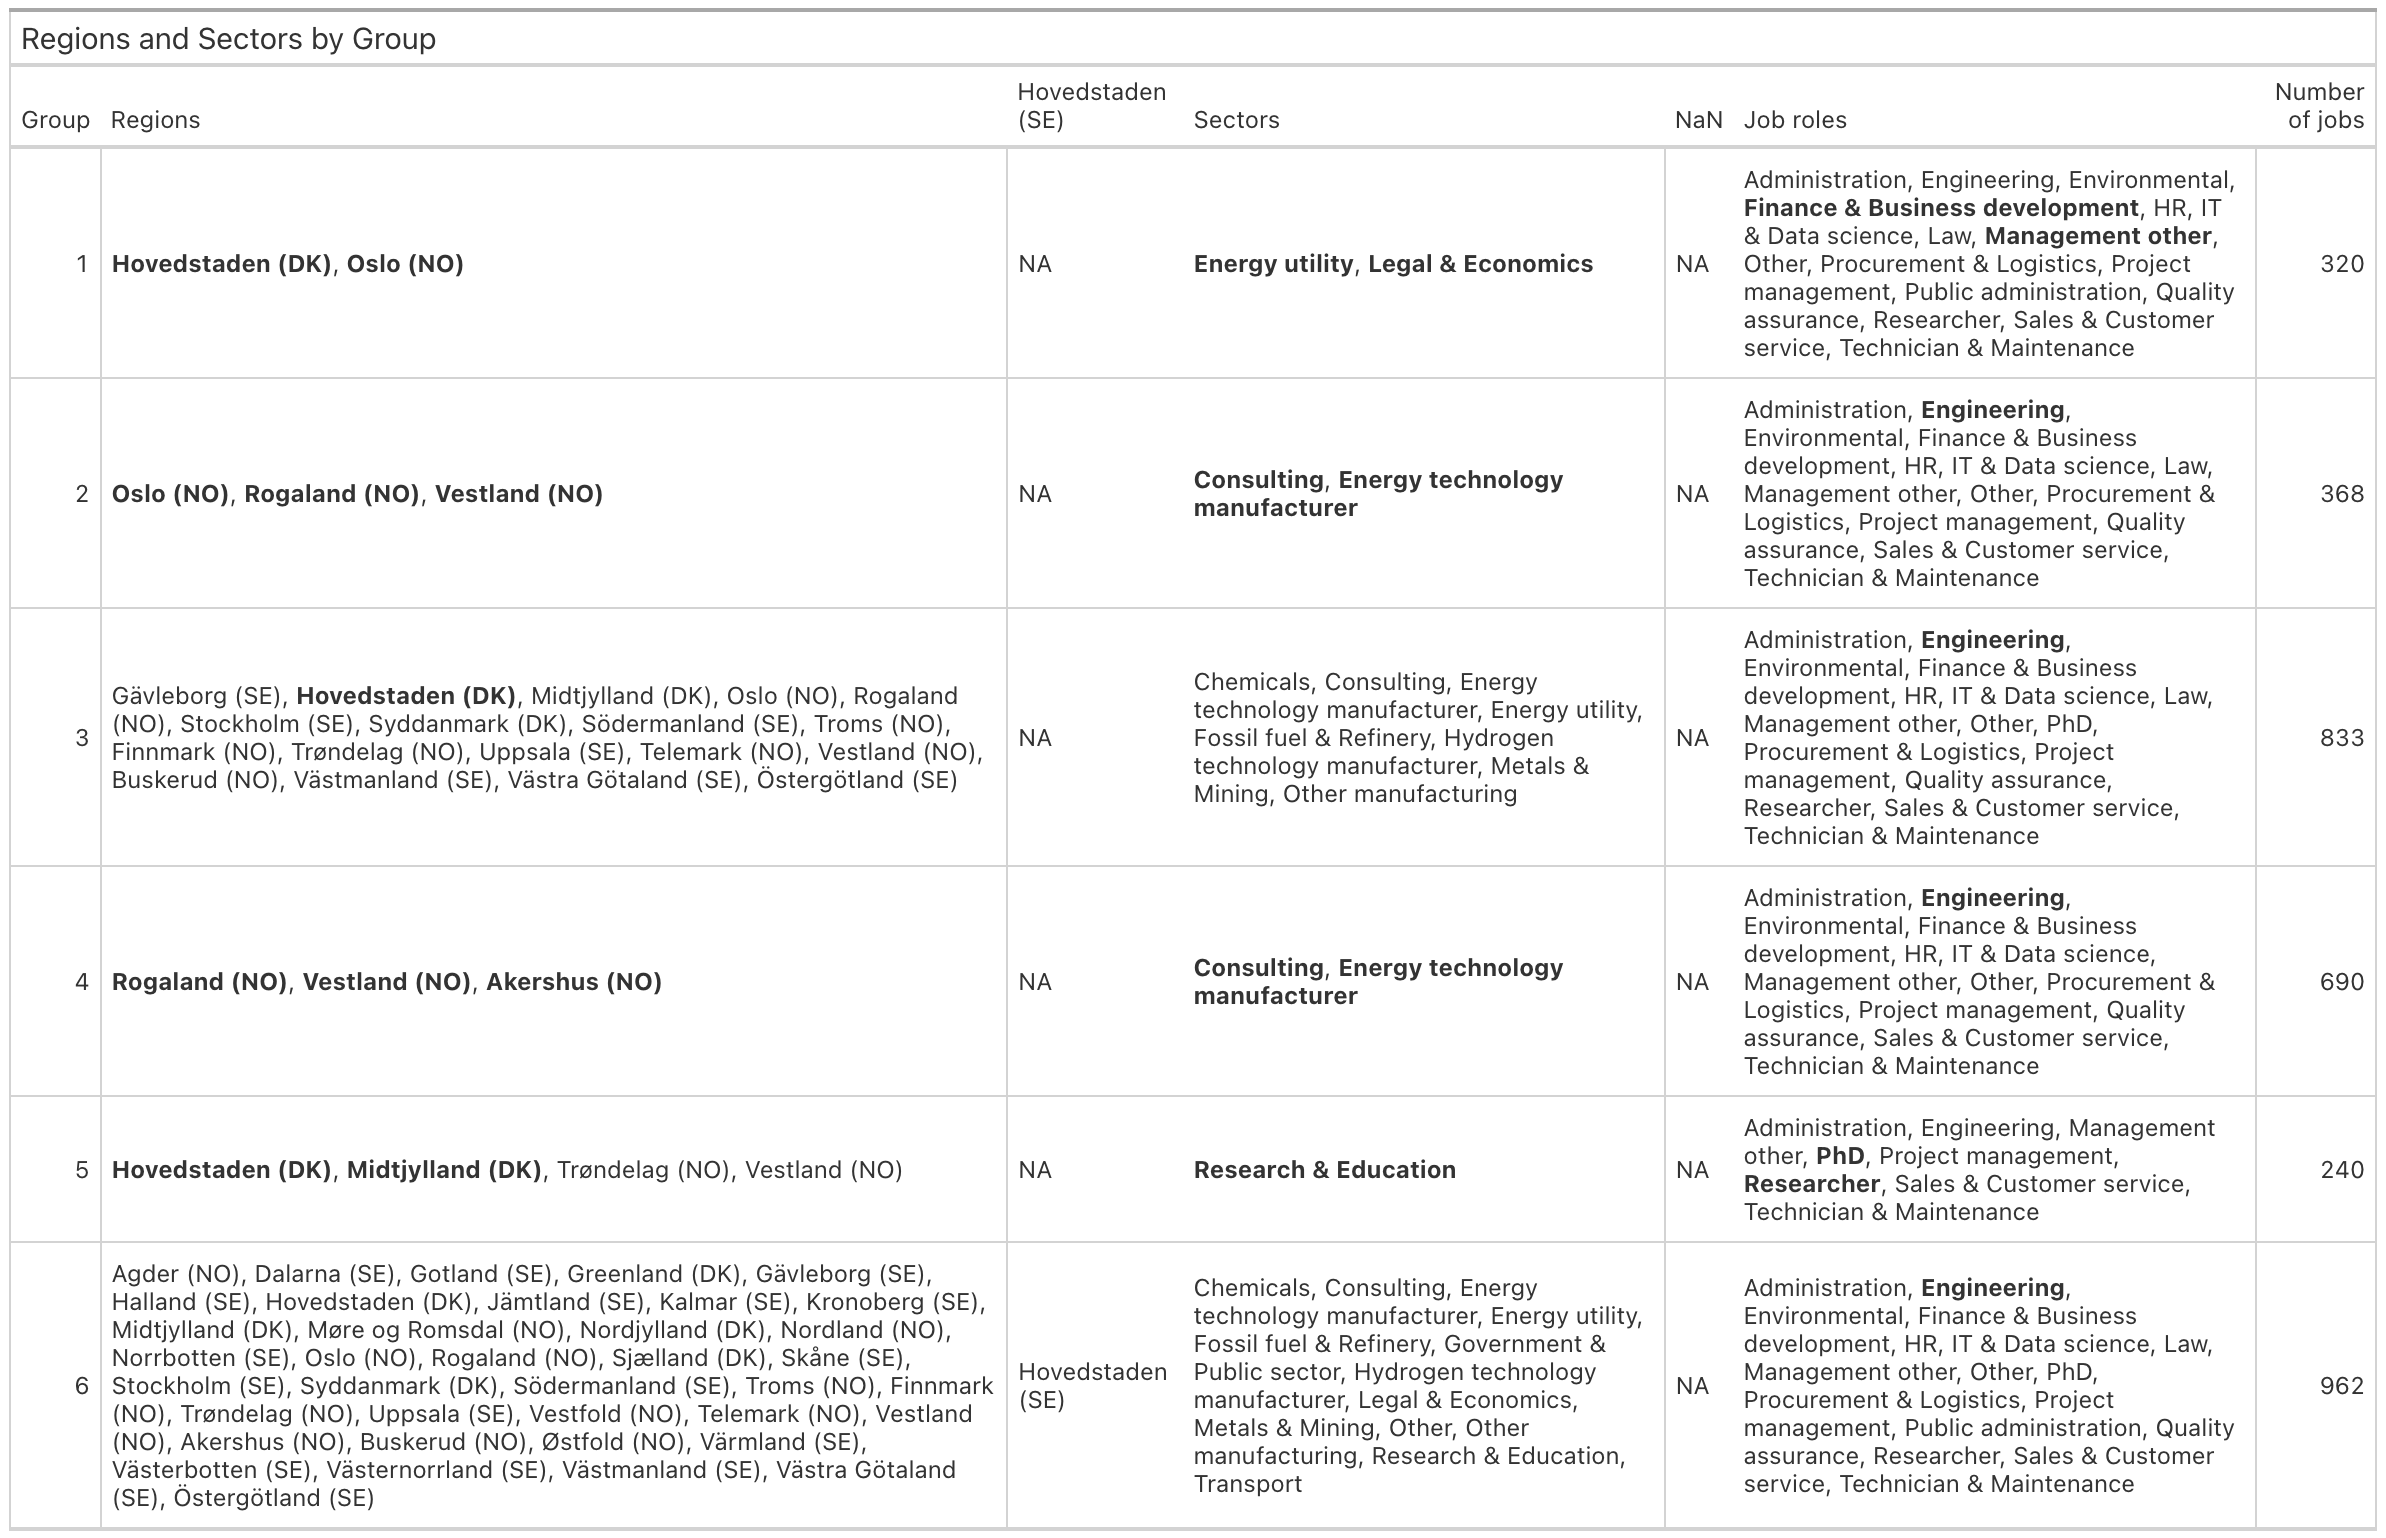 Regions and Sectors by Group
Group Regions Hovedstaden (SE) Sectors NaN Job roles Number of jobs
1
Hovedstaden (DK), Oslo (NO)
NA
Energy utility, Legal & Economics
NA
Administration, Engineering, Environmental,
Finance & Business development, HR, IT
& Data science, Law, Management other,
Other, Procurement & Logistics, Project
management, Public administration, Quality
assurance, Researcher, Sales & Customer
service, Technician & Maintenance
320
2
Oslo (NO), Rogaland (NO), Vestland (NO)
NA
Consulting, Energy technology
manufacturer
NA
Administration, Engineering,
Environmental, Finance & Business
development, HR, IT & Data science, Law,
Management other, Other, Procurement &
Logistics, Project management, Quality
assurance, Sales & Customer service,
Technician & Maintenance
368
3
Gävleborg (SE), Hovedstaden (DK), Midtjylland (DK), Oslo (NO), Rogaland
(NO), Stockholm (SE), Syddanmark (DK), Södermanland (SE), Troms (NO),
Finnmark (NO), Trøndelag (NO), Uppsala (SE), Telemark (NO), Vestland (NO),
Buskerud (NO), Västmanland (SE), Västra Götaland (SE), Östergötland (SE)
NA
Chemicals, Consulting, Energy
technology manufacturer, Energy utility,
Fossil fuel & Refinery, Hydrogen
technology manufacturer, Metals &
Mining, Other manufacturing
NA
Administration, Engineering,
Environmental, Finance & Business
development, HR, IT & Data science, Law,
Management other, Other, PhD,
Procurement & Logistics, Project
management, Quality assurance,
Researcher, Sales & Customer service,
Technician & Maintenance
833
4
Rogaland (NO), Vestland (NO), Akershus (NO)
NA
Consulting, Energy technology
manufacturer
NA
Administration, Engineering,
Environmental, Finance & Business
development, HR, IT & Data science,
Management other, Other, Procurement &
Logistics, Project management, Quality
assurance, Sales & Customer service,
Technician & Maintenance
690
5
Hovedstaden (DK), Midtjylland (DK), Trøndelag (NO), Vestland (NO)
NA
Research & Education
NA
Administration, Engineering, Management
other, PhD, Project management,
Researcher, Sales & Customer service,
Technician & Maintenance
240
6
Agder (NO), Dalarna (SE), Gotland (SE), Greenland (DK), Gävleborg (SE),
Halland (SE), Hovedstaden (DK), Jämtland (SE), Kalmar (SE), Kronoberg (SE),
Midtjylland (DK), Møre og Romsdal (NO), Nordjylland (DK), Nordland (NO),
Norrbotten (SE), Oslo (NO), Rogaland (NO), Sjælland (DK), Skåne (SE),
Stockholm (SE), Syddanmark (DK), Södermanland (SE), Troms (NO), Finnmark
(NO), Trøndelag (NO), Uppsala (SE), Vestfold (NO), Telemark (NO), Vestland
(NO), Akershus (NO), Buskerud (NO), Østfold (NO), Värmland (SE),
Västerbotten (SE), Västernorrland (SE), Västmanland (SE), Västra Götaland
(SE), Östergötland (SE)
Hovedstaden
(SE)
Chemicals, Consulting, Energy
technology manufacturer, Energy utility,
Fossil fuel & Refinery, Government &
Public sector, Hydrogen technology
manufacturer, Legal & Economics,
Metals & Mining, Other, Other
manufacturing, Research & Education,
Transport
NA
Administration, Engineering,
Environmental, Finance & Business
development, HR, IT & Data science, Law,
Management other, Other, PhD,
Procurement & Logistics, Project
management, Public administration, Quality
assurance, Researcher, Sales & Customer
service, Technician & Maintenance
962